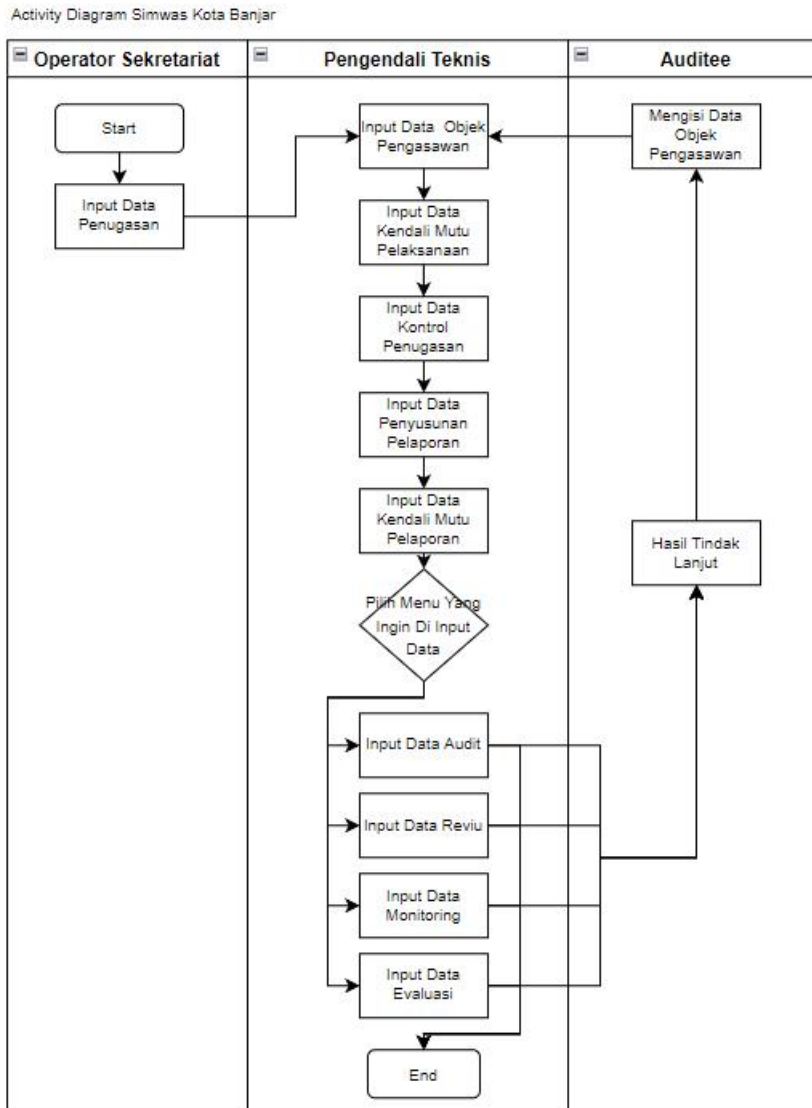 Activity Diagram Simwas Kota Banjar
Operator Sekretariat
Pengendali Teknis
Auditee
Start
Input Data
Penugasan
Input Data Objek
Pengasawan
Input Data
Kendali Mutu
Pelaksanaan
Input Data
Kontrol
Penugasan
Input Data
Penyusunan
Pelaporan
Input Data
Kendali Mutu
Pelaporan
Pilih Menu Yang
Ingin Di Input
Data
Input Data Audit
Input Data Reviu
Input Data
Monitoring
Input Data
Evaluasi
End
Mengisi Data
Objek
Pengasawan
Hasil Tindak
Lanjut